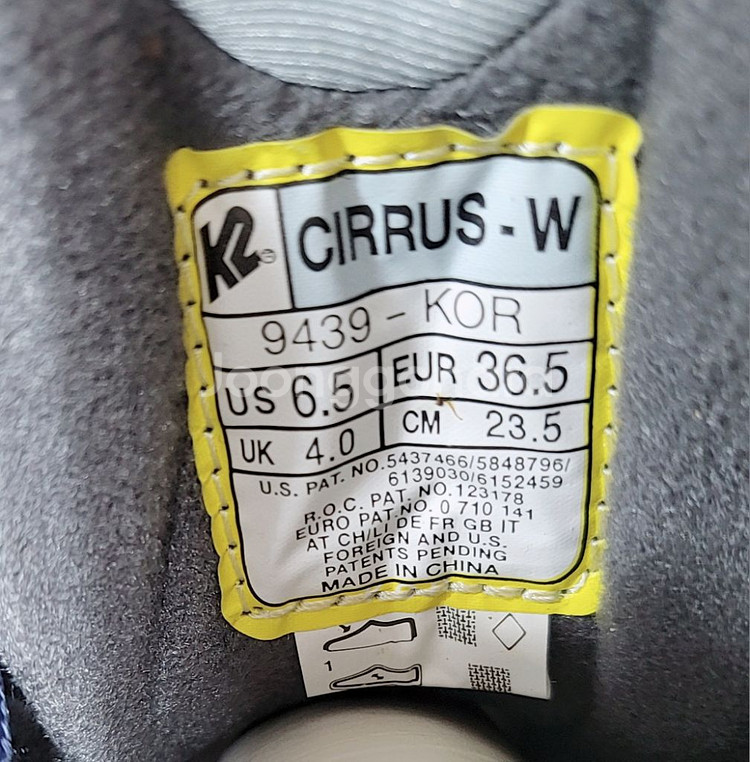 K2® CIRRUS - W
9439 - KOR
US 6.5 EUR 36.5
UK 4.0 CM 23.5
U.S. PAT. NO.5437466/5848796/
6139030/6152459
R.O.C. PAT. NO.123178
EURO PAT.NO. 0 710 141
AT CH/LI DE FR GB IT
FOREIGN AND U.S.
PATENTS PENDING
MADE IN CHINA
1